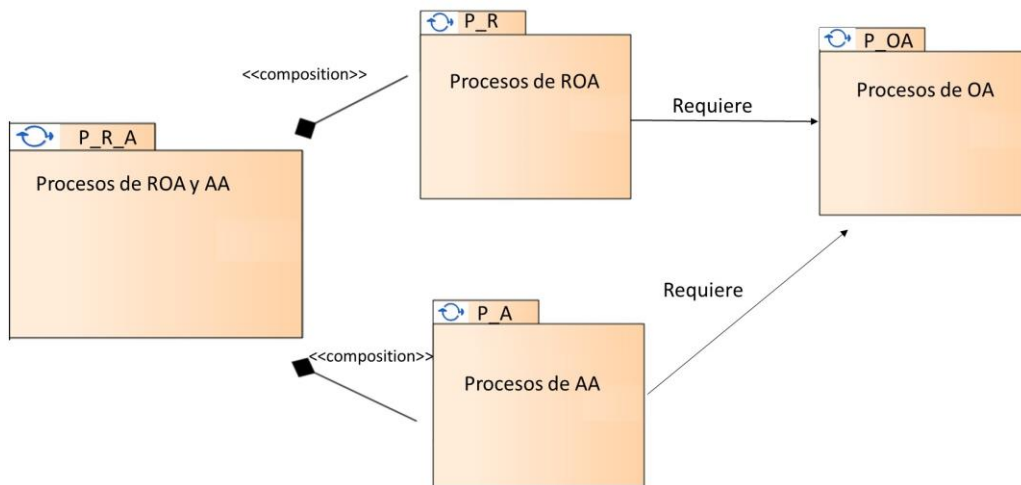 P_R
<<composition>>
Procesos de ROA
Requiere
P_OA
Procesos de OA
P_R_A
Procesos de ROA y AA
Requiere
P_A
<<composition>>
Procesos de AA